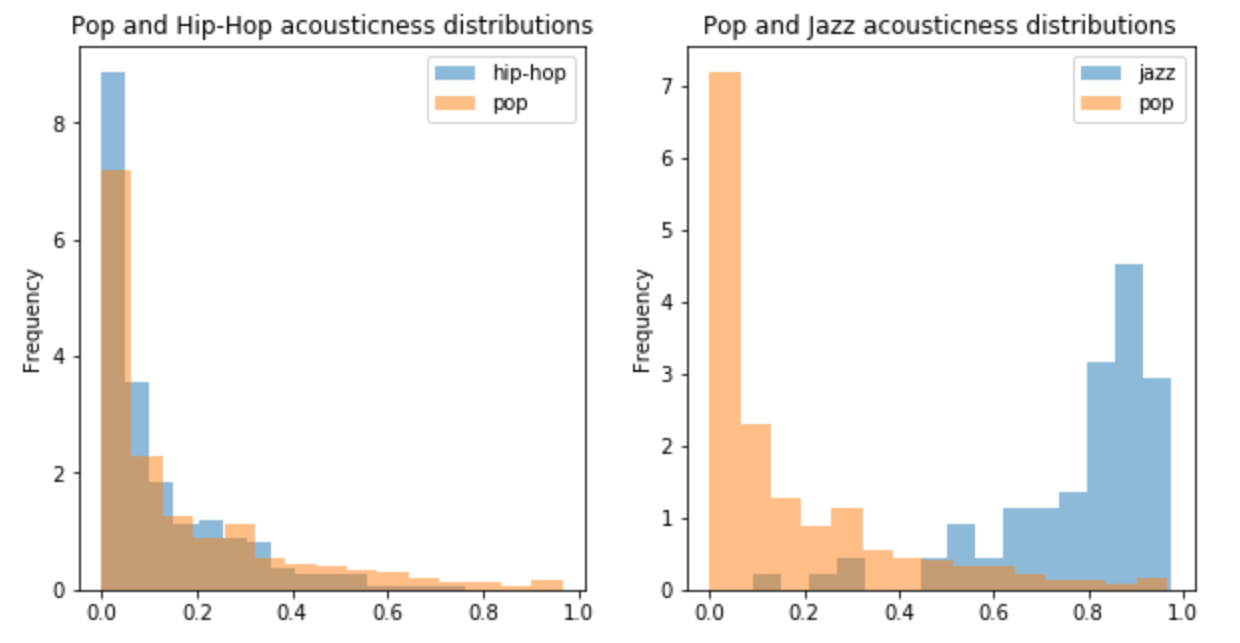 Pop and Hip-Hop acousticness distributions
hip-hop
pop
8
6
4
2
0
Frequency
0.0 0.2 0.4 0.6 0.8 1.0
Pop and Jazz acousticness distributions
jazz
pop
7
6
5
4
3
2
1
0
Frequency
0.0 0.2 0.4 0.6 0.8 1.0